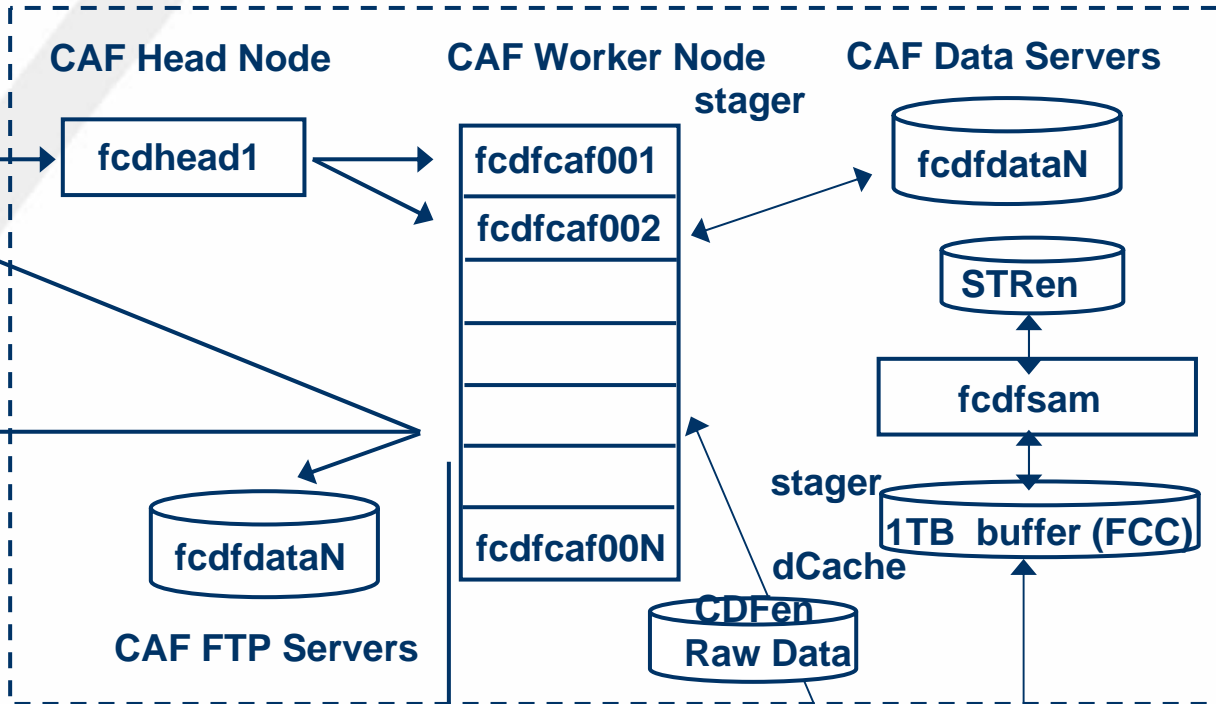 CAF Head Node
CAF Worker Node
CAF Data Servers
stager
fcdhead1
fcdfcaf001
fcdfdataN
fcdfcaf002
STRen
fcdfsam
stager
1TB buffer (FCC)
fcdfdataN
fcdfcaf00N
dCache
CDFen
Raw Data
CAF FTP Servers